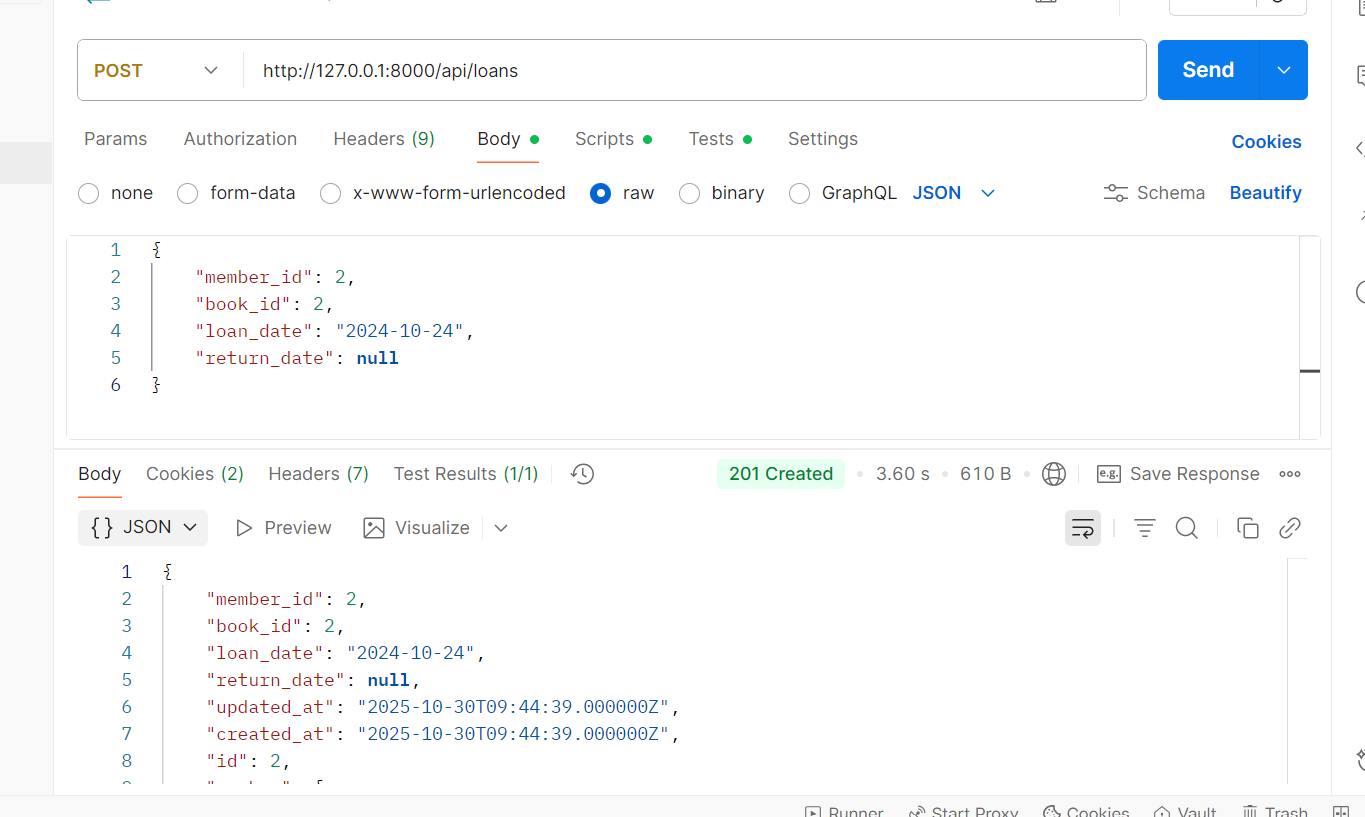 POST http://127.0.0.1:8000/api/loans Send
Params Authorization Headers (9) Body Scripts Tests Settings Cookies
none form-data x-www-form-urlencoded raw binary GraphQL JSON Schema Beautify
1 {
2 "member_id": 2,
3 "book_id": 2,
4 "loan_date": "2024-10-24",
5 "return_date": null
6 }
Body Cookies (2) Headers (7) Test Results (1/1) 201 Created 3.60 s 610 B e.g. Save Response
{} JSON Preview Visualize
1 {
2 "member_id": 2,
3 "book_id": 2,
4 "loan_date": "2024-10-24",
5 "return_date": null,
6 "updated_at": "2025-10-30T09:44:39.000000Z",
7 "created_at": "2025-10-30T09:44:39.000000Z",
8 "id": 2,
Runner Start Proxy Cookies Vault Trash